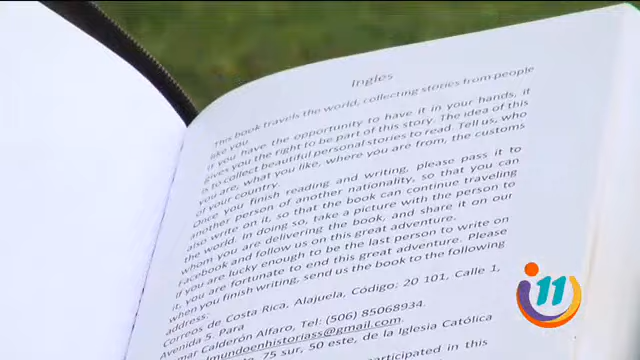 Ingles
This book travels the world, collecting stories from people
like you.
If you have the opportunity to have it in your hands, it
gives you the right to be part of this story. The idea of this
is to collect beautiful personal stories to read. Tell us, who
you are, what you like, where you are from, the customs
of your country.
Once you finish reading and writing, please pass it to
another person of another nationality, so that you can
also write on it, so that the book can continue traveling
the world. In doing so, take a picture with the person to
whom you are delivering the book, and share it on our
Facebook and follow us on this great adventure.
If you are lucky enough to be the last person to write on
it, you are fortunate to end this great adventure. Please
when you finish writing, send us the book to the following
address:
Correos de Costa Rica, Alajuela, Código: 20 101, Calle 1,
Avenida 5. Para
mar Calderón Alfaro, Tel: (506) 85068934.
mundoenhistoriass@gmail.com.
75 sur, 50 este, de la Iglesia Católica
participated in this
11